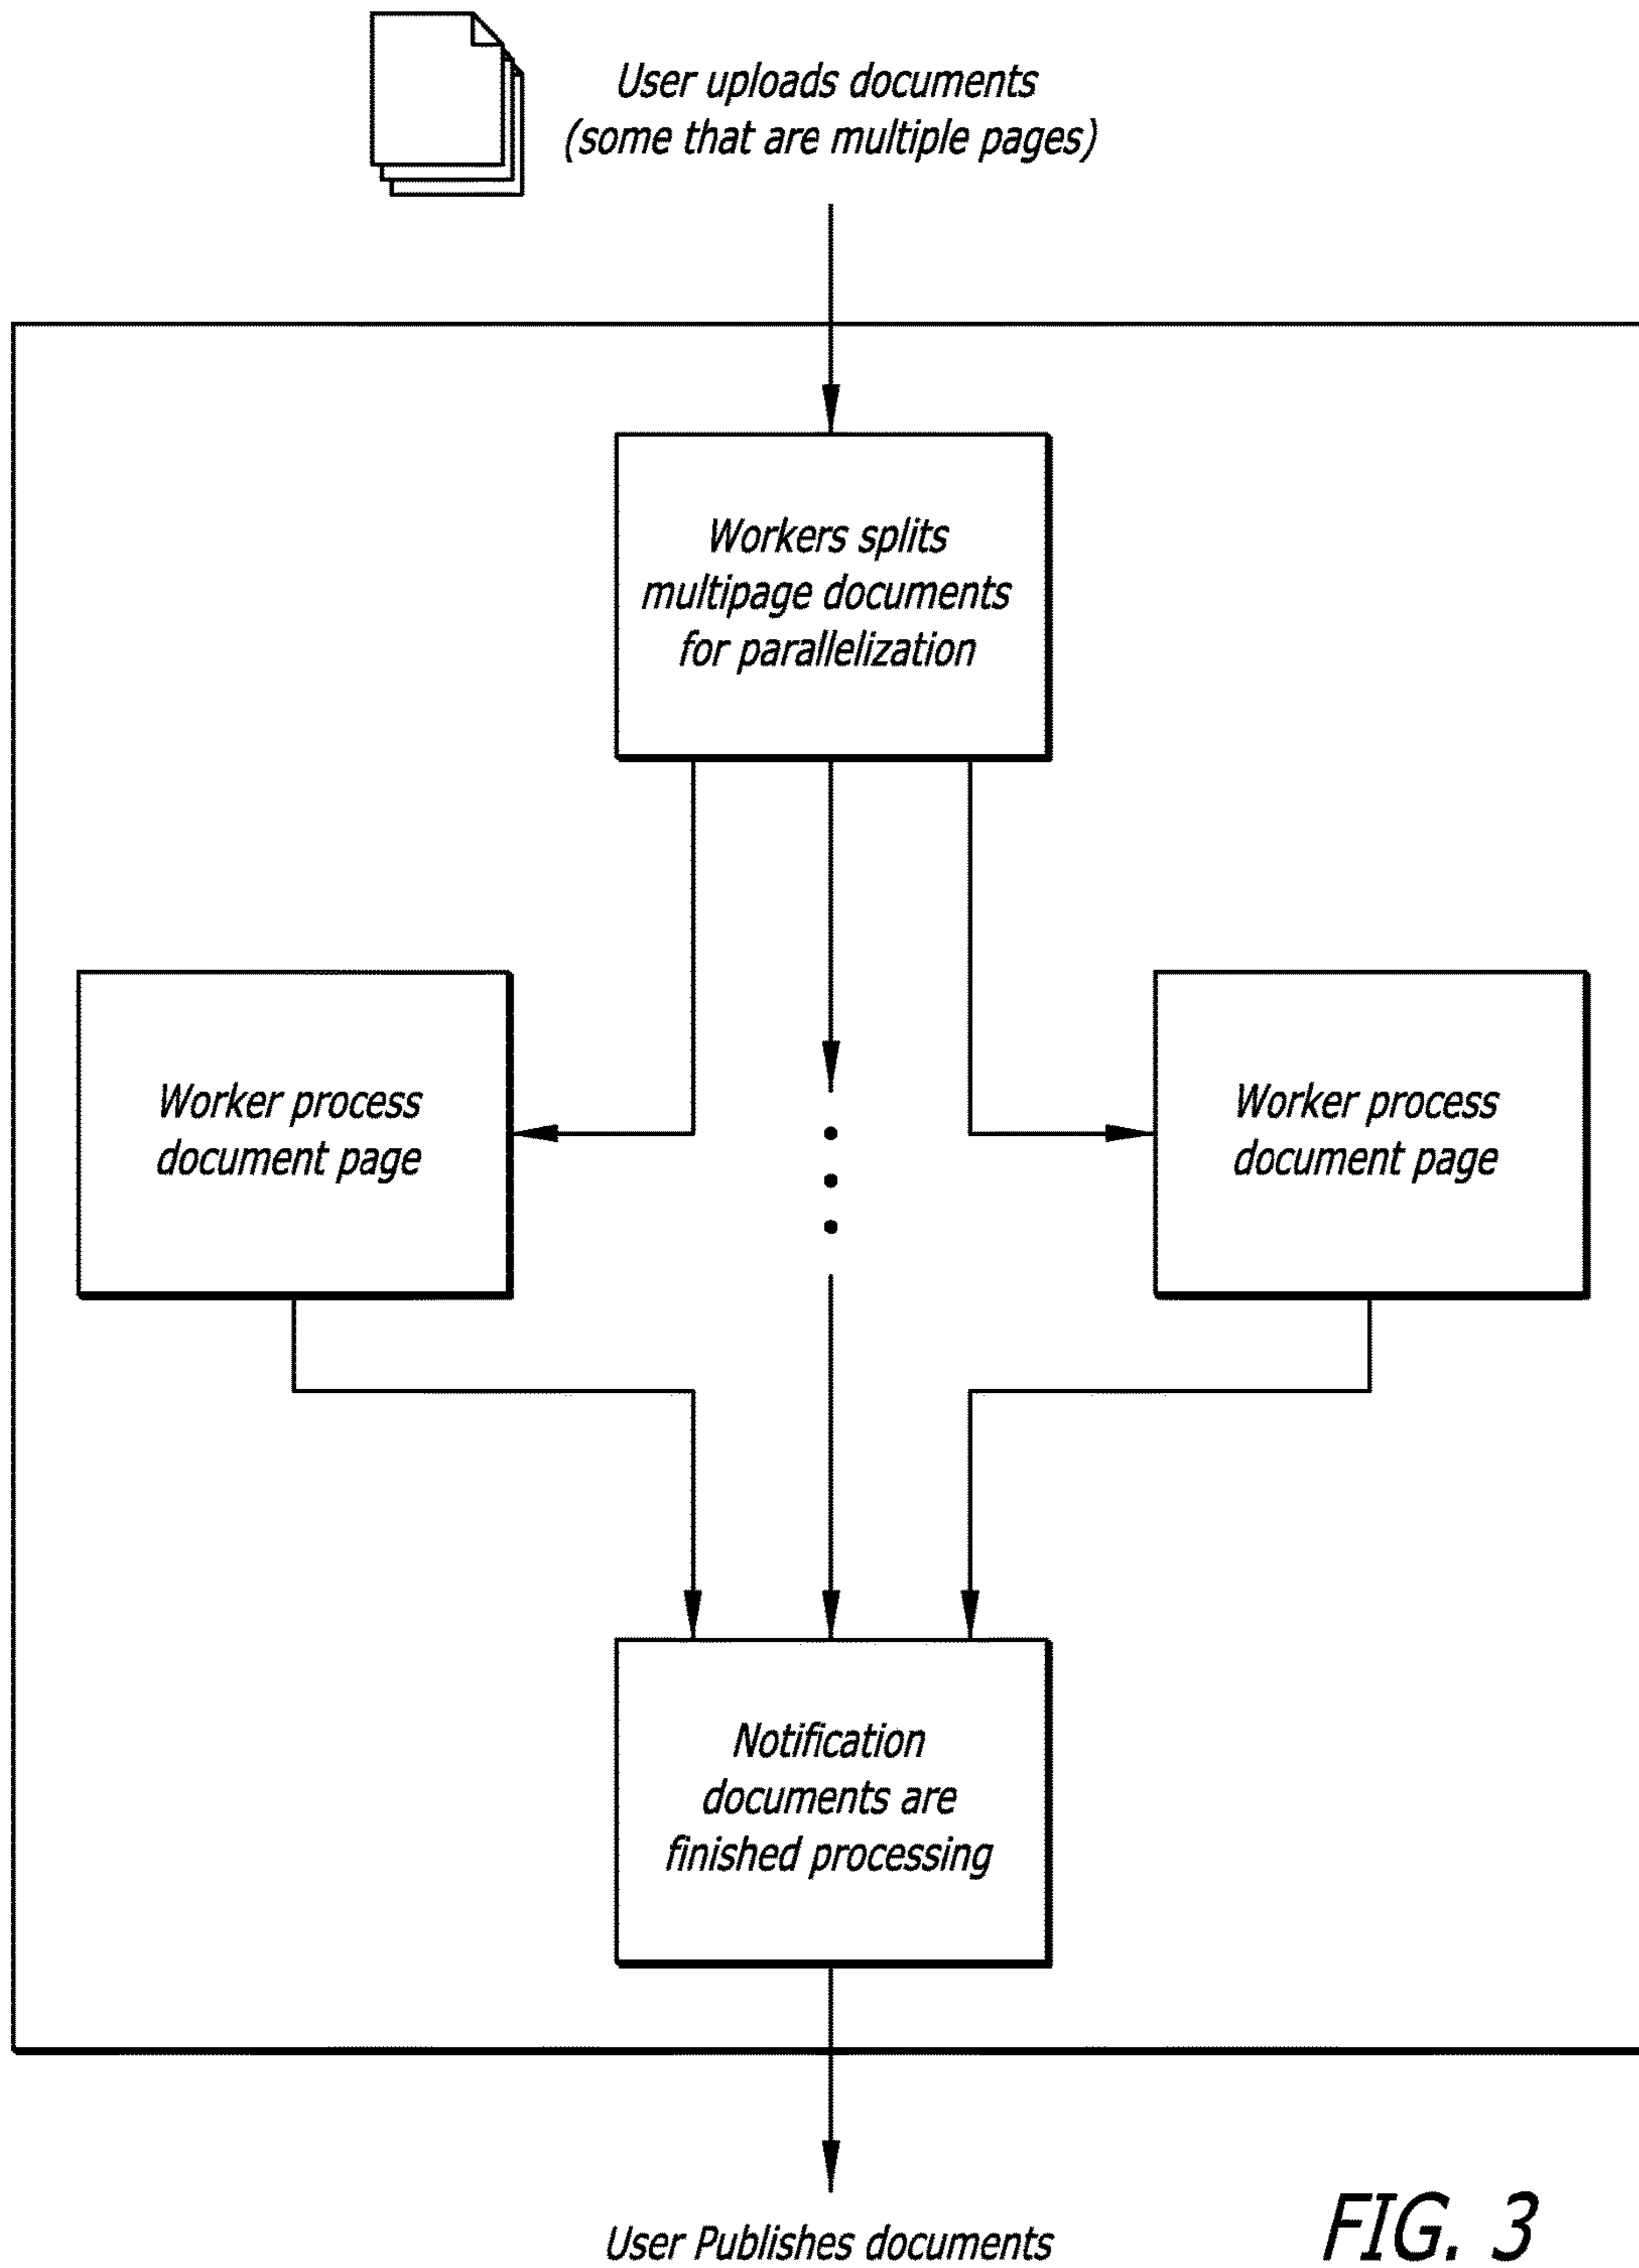 User uploads documents
(some that are multiple pages)
Workers splits
multipage documents
for parallelization
Worker process
document page
Worker process
document page
Notification
documents are
finished processing
User Publishes documents
FIG. 3